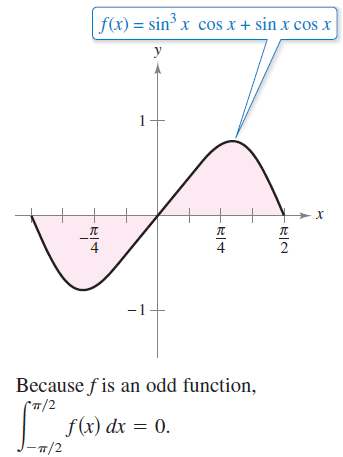 f(x) = sin³ x cos x + sin x cos x
y
1
x
−π/4
π/4
π/2
−1
Because f is an odd function,
∫_{−π/2}^{π/2} f(x) dx = 0.